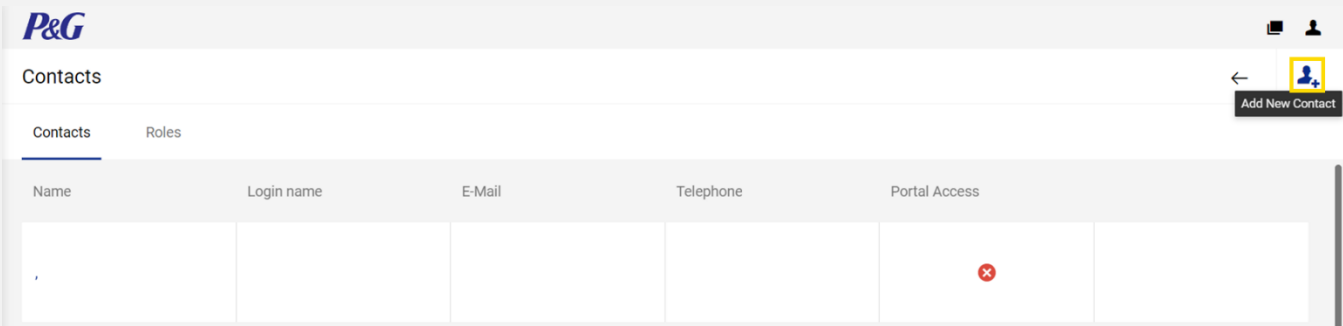 P&G
Contacts
Add New Contact
Contacts Roles
Name Login name E-Mail Telephone Portal Access
,